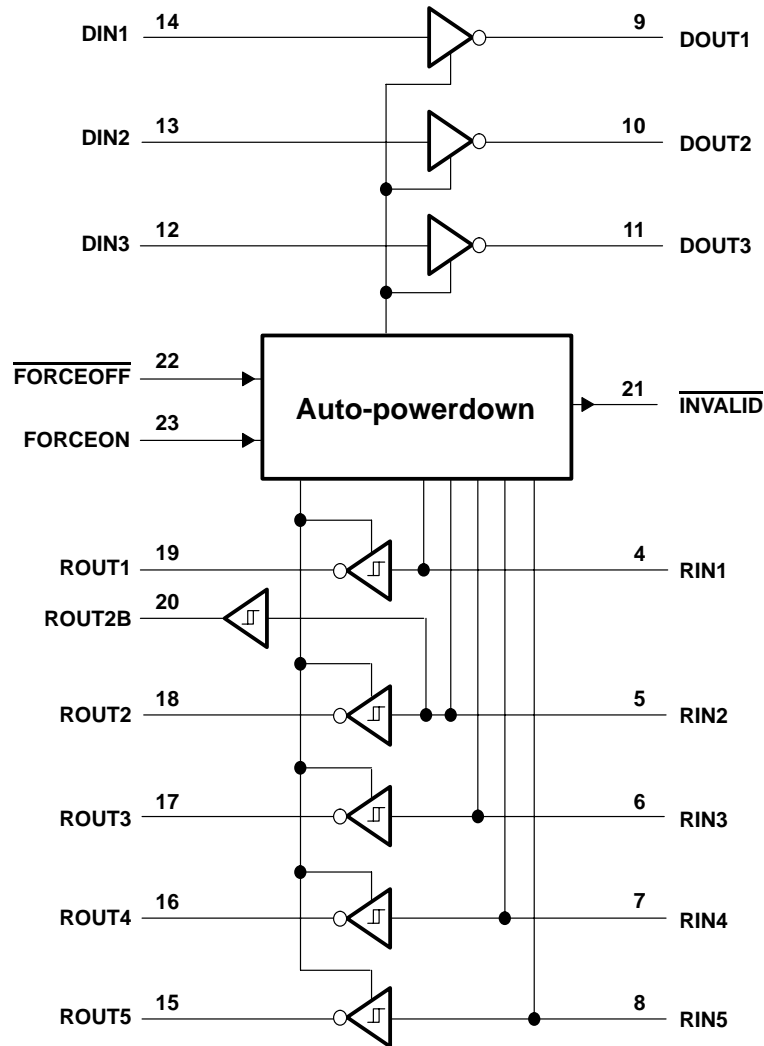 DIN1 14 9 DOUT1
DIN2 13 10 DOUT2
DIN3 12 11 DOUT3
FORCEOFF 22
Auto-powerdown
21 INVALID
FORCEON 23
ROUT1 19 4 RIN1
ROUT2B 20
ROUT2 18 5 RIN2
ROUT3 17 6 RIN3
ROUT4 16 7 RIN4
ROUT5 15 8 RIN5